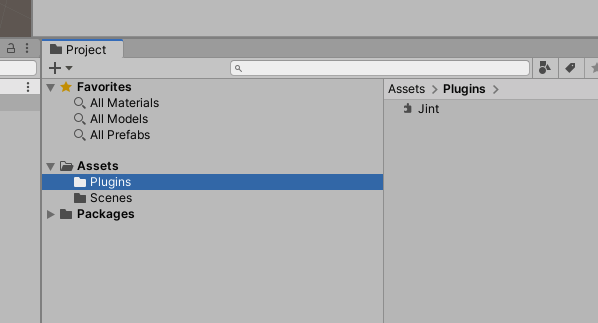 Project
Favorites
All Materials
All Models
All Prefabs
Assets
Plugins
Scenes
Packages
Assets > Plugins >
Jint